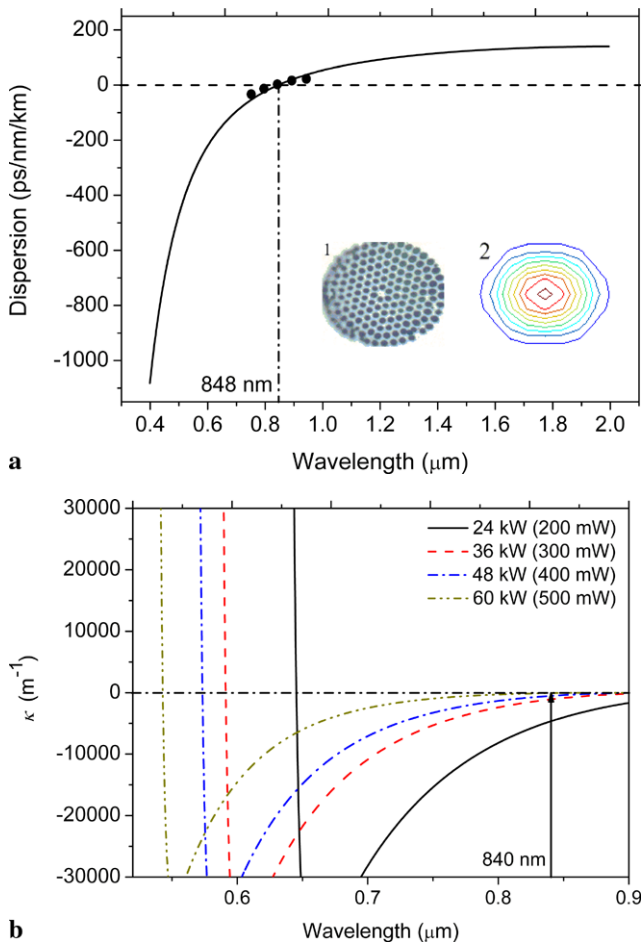 200
0
-200
-400
-600
-800
-1000
Dispersion (ps/nm/km)
1
2
848 nm
0.4 0.6 0.8 1.0 1.2 1.4 1.6 1.8 2.0
a
Wavelength (μm)
30000
20000
10000
0
-10000
-20000
-30000
κ (m⁻¹)
24 kW (200 mW)
36 kW (300 mW)
48 kW (400 mW)
60 kW (500 mW)
840 nm
0.6 0.7 0.8 0.9
b
Wavelength (μm)